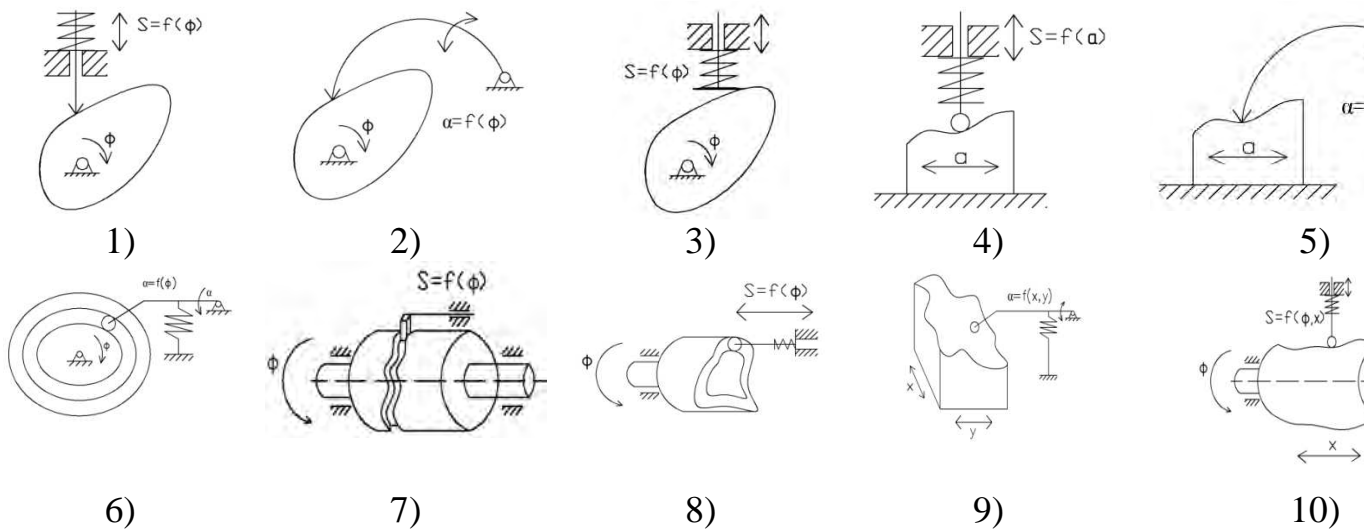 S=f(φ)
φ
1)
α=f(φ)
φ
2)
S=f(φ)
φ
3)
S=f(a)
a
4)
α=
a
5)
α=f(φ)
α
φ
6)
S=f(φ)
φ
7)
S=f(φ)
φ
8)
α=f(x,y)
x
y
9)
S=f(φ,x)
φ
x
10)